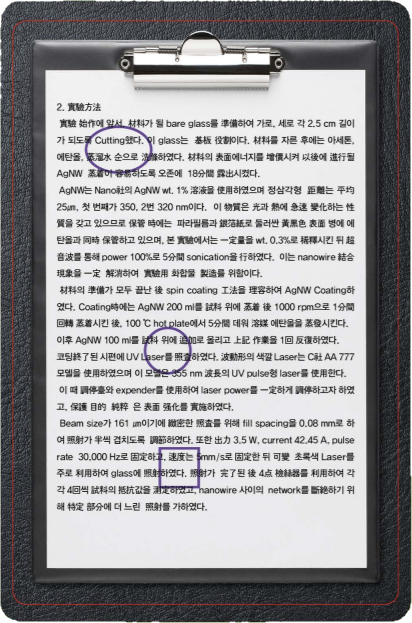 2. 實驗方法
實驗 始作에 앞서, 材料가 될 bare glass를 準備하여 가로, 세로 각 2.5 cm 길이
가 되도록 Cutting했다. 이 glass는 基板 役割이다. 材料를 자른 후에는 아세톤,
에탄올, 蒸溜水 순으로 洗滌하였다. 材料의 表面에너지를 增價시켜 以後에 進行될
AgNW 蒸着이 容易하도록 오존에 18分間 露出시켰다.
AgNW는 Nano社의 AgNW wt. 1% 溶液을 使用하였으며 정삼각형 距離는 平均
25㎛, 첫 번째가 350, 2번 320 nm이다. 이 物質은 光과 熱에 急速 變化하는 性
質을 갖고 있으므로 保管 時에는 파라필름과 銀箔紙로 둘러싼 黃黑色 表面 병에 에
탄올과 同時 保管하고 있으며, 본 實驗에서는 一定量을 wt. 0.3%로 稀釋시킨 뒤 超
音波를 통해 power 100%로 5分間 sonication을 行하였다. 이는 nanowire 結合
現象을 一定 解消하여 實驗用 화합물 製造를 위함이다.
材料의 準備가 모두 끝난 後 spin coating 工法을 理容하여 AgNW Coating하
였다. Coating時에는 AgNW 200 ml를 試料 위에 蒸着 後 1000 rpm으로 1分間
回轉 蒸着시킨 後, 100 ℃ hot plate에서 5分間 데워 溶媒 에탄올을 蒸發시킨다.
이후 AgNW 100 ml를 試料 위에 追加로 올리고 上記 作業을 1回 反復하였다.
코팅終了된 시편에 UV Laser를 照査하였다. 波動形의 색깔 Laser는 C社 AA 777
모델을 使用하였으며 이 모델은 355 nm 波長의 UV pulse형 laser를 使用한다.
이 때 調停臺와 expender를 使用하여 laser power를 一定하게 調停하고자 하였
고, 保護 目的 純粹 은 表面 强化를 實施하였다.
Beam size가 161 ㎛이기에 緻密한 照査를 위해 fill spacing을 0.08 mm로 하
여 照射가 半씩 겹치도록 調節하였다. 또한 出力 3.5 W, current 42.45 A, pulse
rate 30,000 Hz로 固定하고, 速度는 5mm/s로 固定한 뒤 可變 초록색 Laser를
주로 利用하여 glass에 照射하였다. 照射가 完了된 後 4点 檢絲器를 利用하여 각
각 4回씩 試料의 抵抗값을 測定하였고, nanowire 사이의 network를 斷絶하기 위
해 特定 部分에 더 느린 照射를 가하였다.